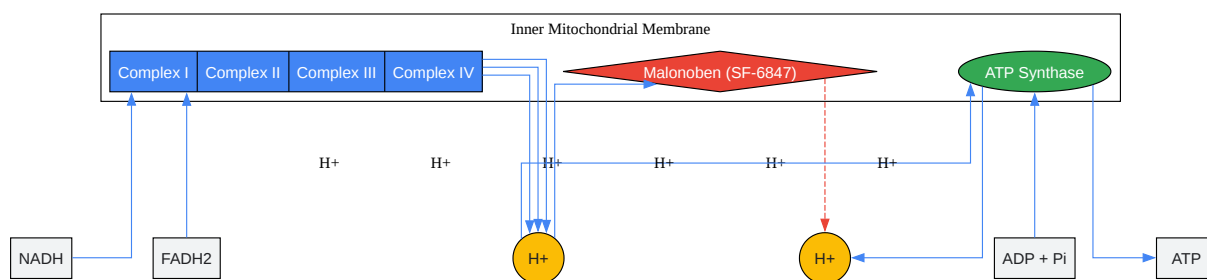 Inner Mitochondrial Membrane
Complex I
Complex II
Complex III
Complex IV
Malonoben (SF-6847)
ATP Synthase
H+
H+
H+
H+
H+
H+
NADH
FADH2
H+
H+
ADP + Pi
ATP